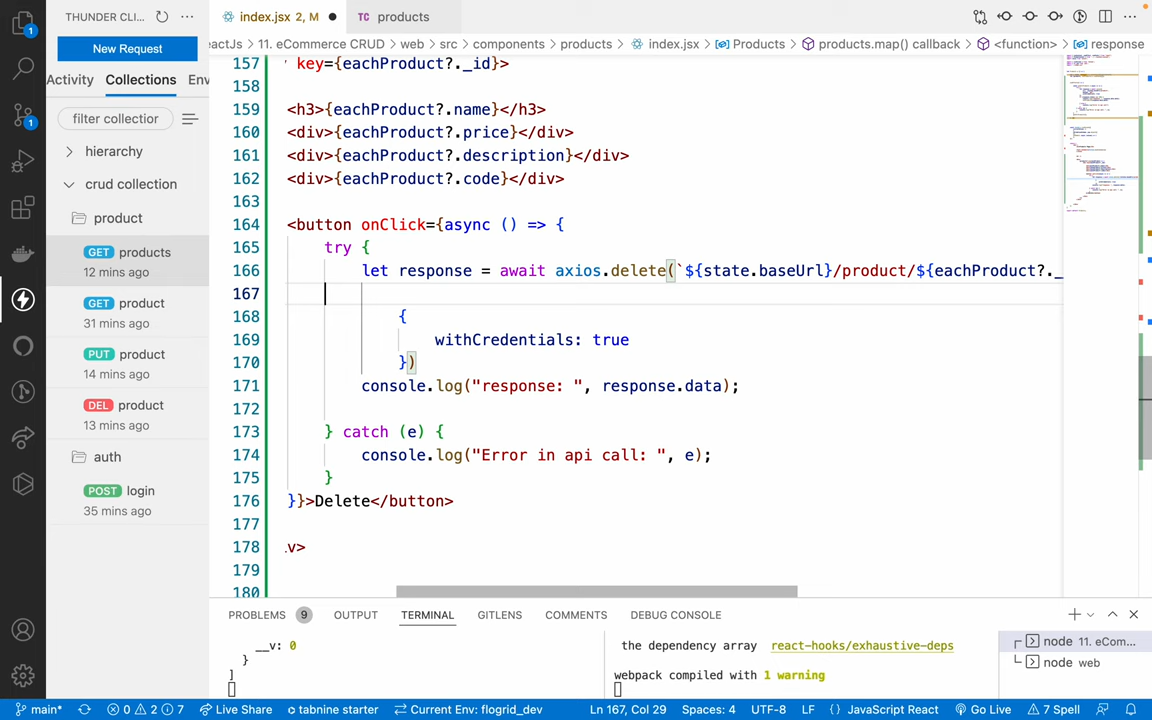 THUNDER CLI...
index.jsx 2, M
TC products
New Request
eactJs > 11. eCommerce CRUD > web > src > components > products > index.jsx > Products > products.map() callback > <function> > response
Activity Collections Env
filter collection
hierarchy
crud collection
product
GET products
12 mins ago
GET product
31 mins ago
PUT product
14 mins ago
DEL product
13 mins ago
auth
POST login
35 mins ago
157 key={eachProduct?._id}>
158
159 <h3>{eachProduct?.name}</h3>
160 <div>{eachProduct?.price}</div>
161 <div>{eachProduct?.description}</div>
162 <div>{eachProduct?.code}</div>
163
164 <button onClick={async () => {
165 try {
166 let response = await axios.delete(`${state.baseUrl}/product/${eachProduct?._
167
168 {
169 withCredentials: true
170 })
171 console.log("response: ", response.data);
172
173 } catch (e) {
174 console.log("Error in api call: ", e);
175 }
176 }}>Delete</button>
177
178 v>
179
180
PROBLEMS 9 OUTPUT TERMINAL GITLENS COMMENTS DEBUG CONSOLE
__v: 0
}
]
the dependency array react-hooks/exhaustive-deps
webpack compiled with 1 warning
node 11. eCom...
node web
main* 0 2 7 Live Share tabnine starter Current Env: flogrid_dev Ln 167, Col 29 Spaces: 4 UTF-8 LF {} JavaScript React Go Live 7 Spell